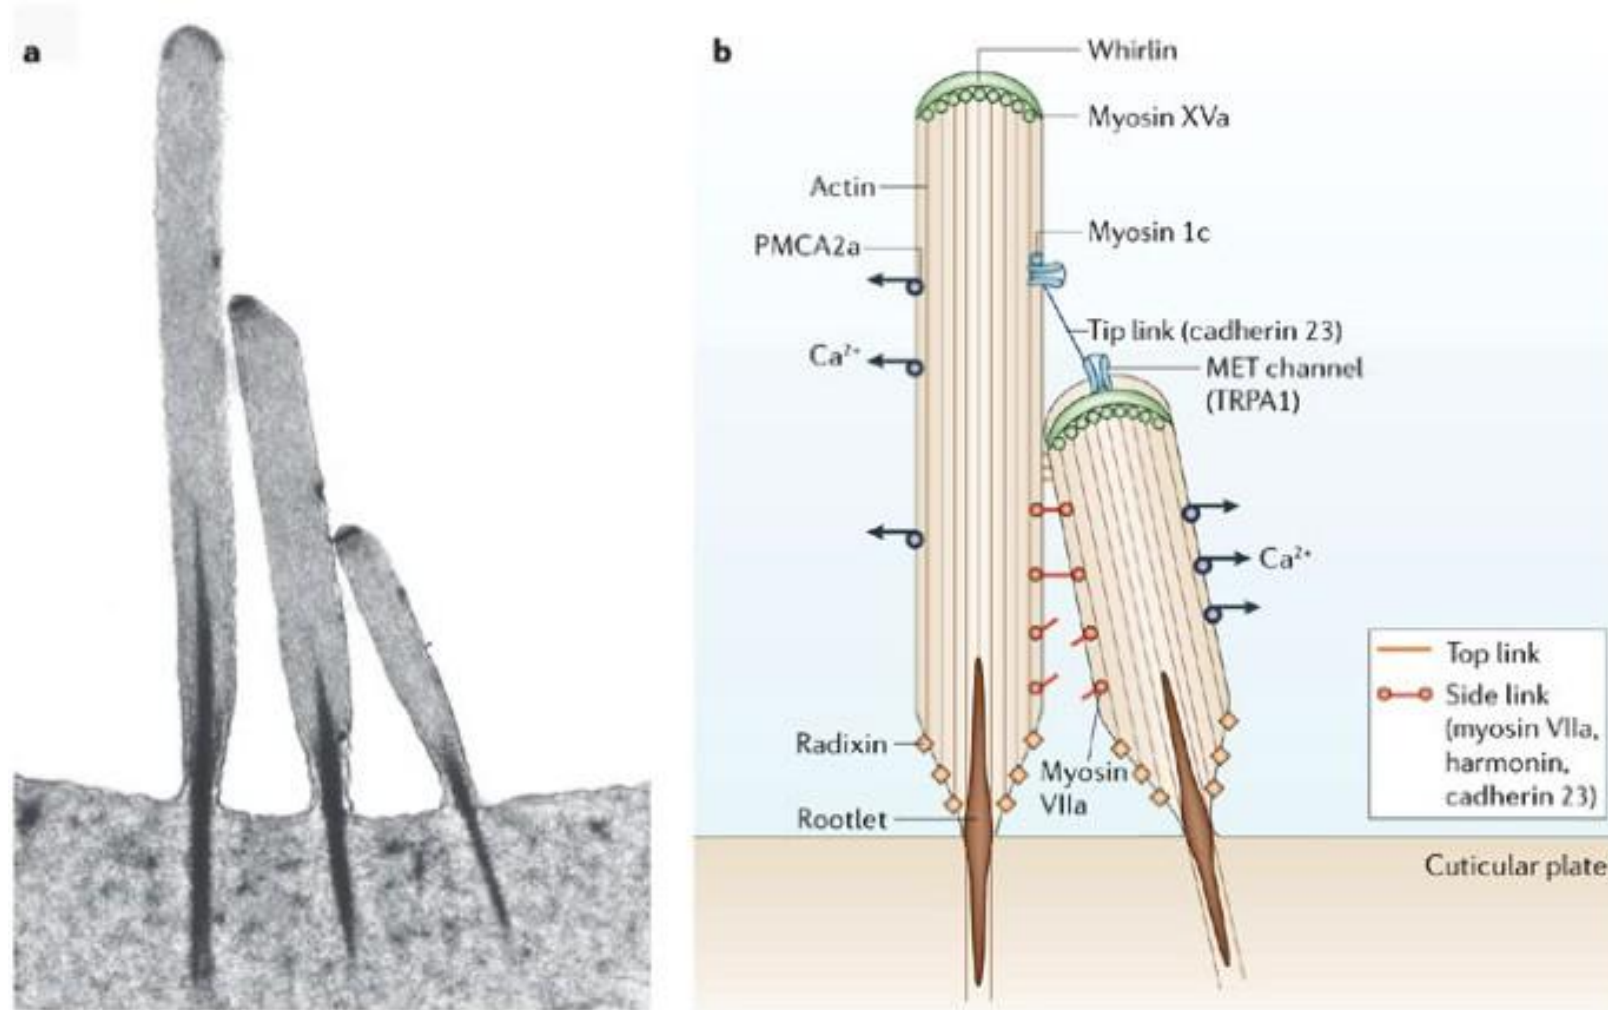 a
b
Whirlin
Myosin XVa
Actin
Myosin 1c
PMCA2a
Tip link (cadherin 23)
Ca²⁺
MET channel
(TRPA1)
Ca²⁺
Top link
Side link
(myosin VIIa,
harmonin,
cadherin 23)
Radixin
Myosin
VIIa
Rootlet
Cuticular plate